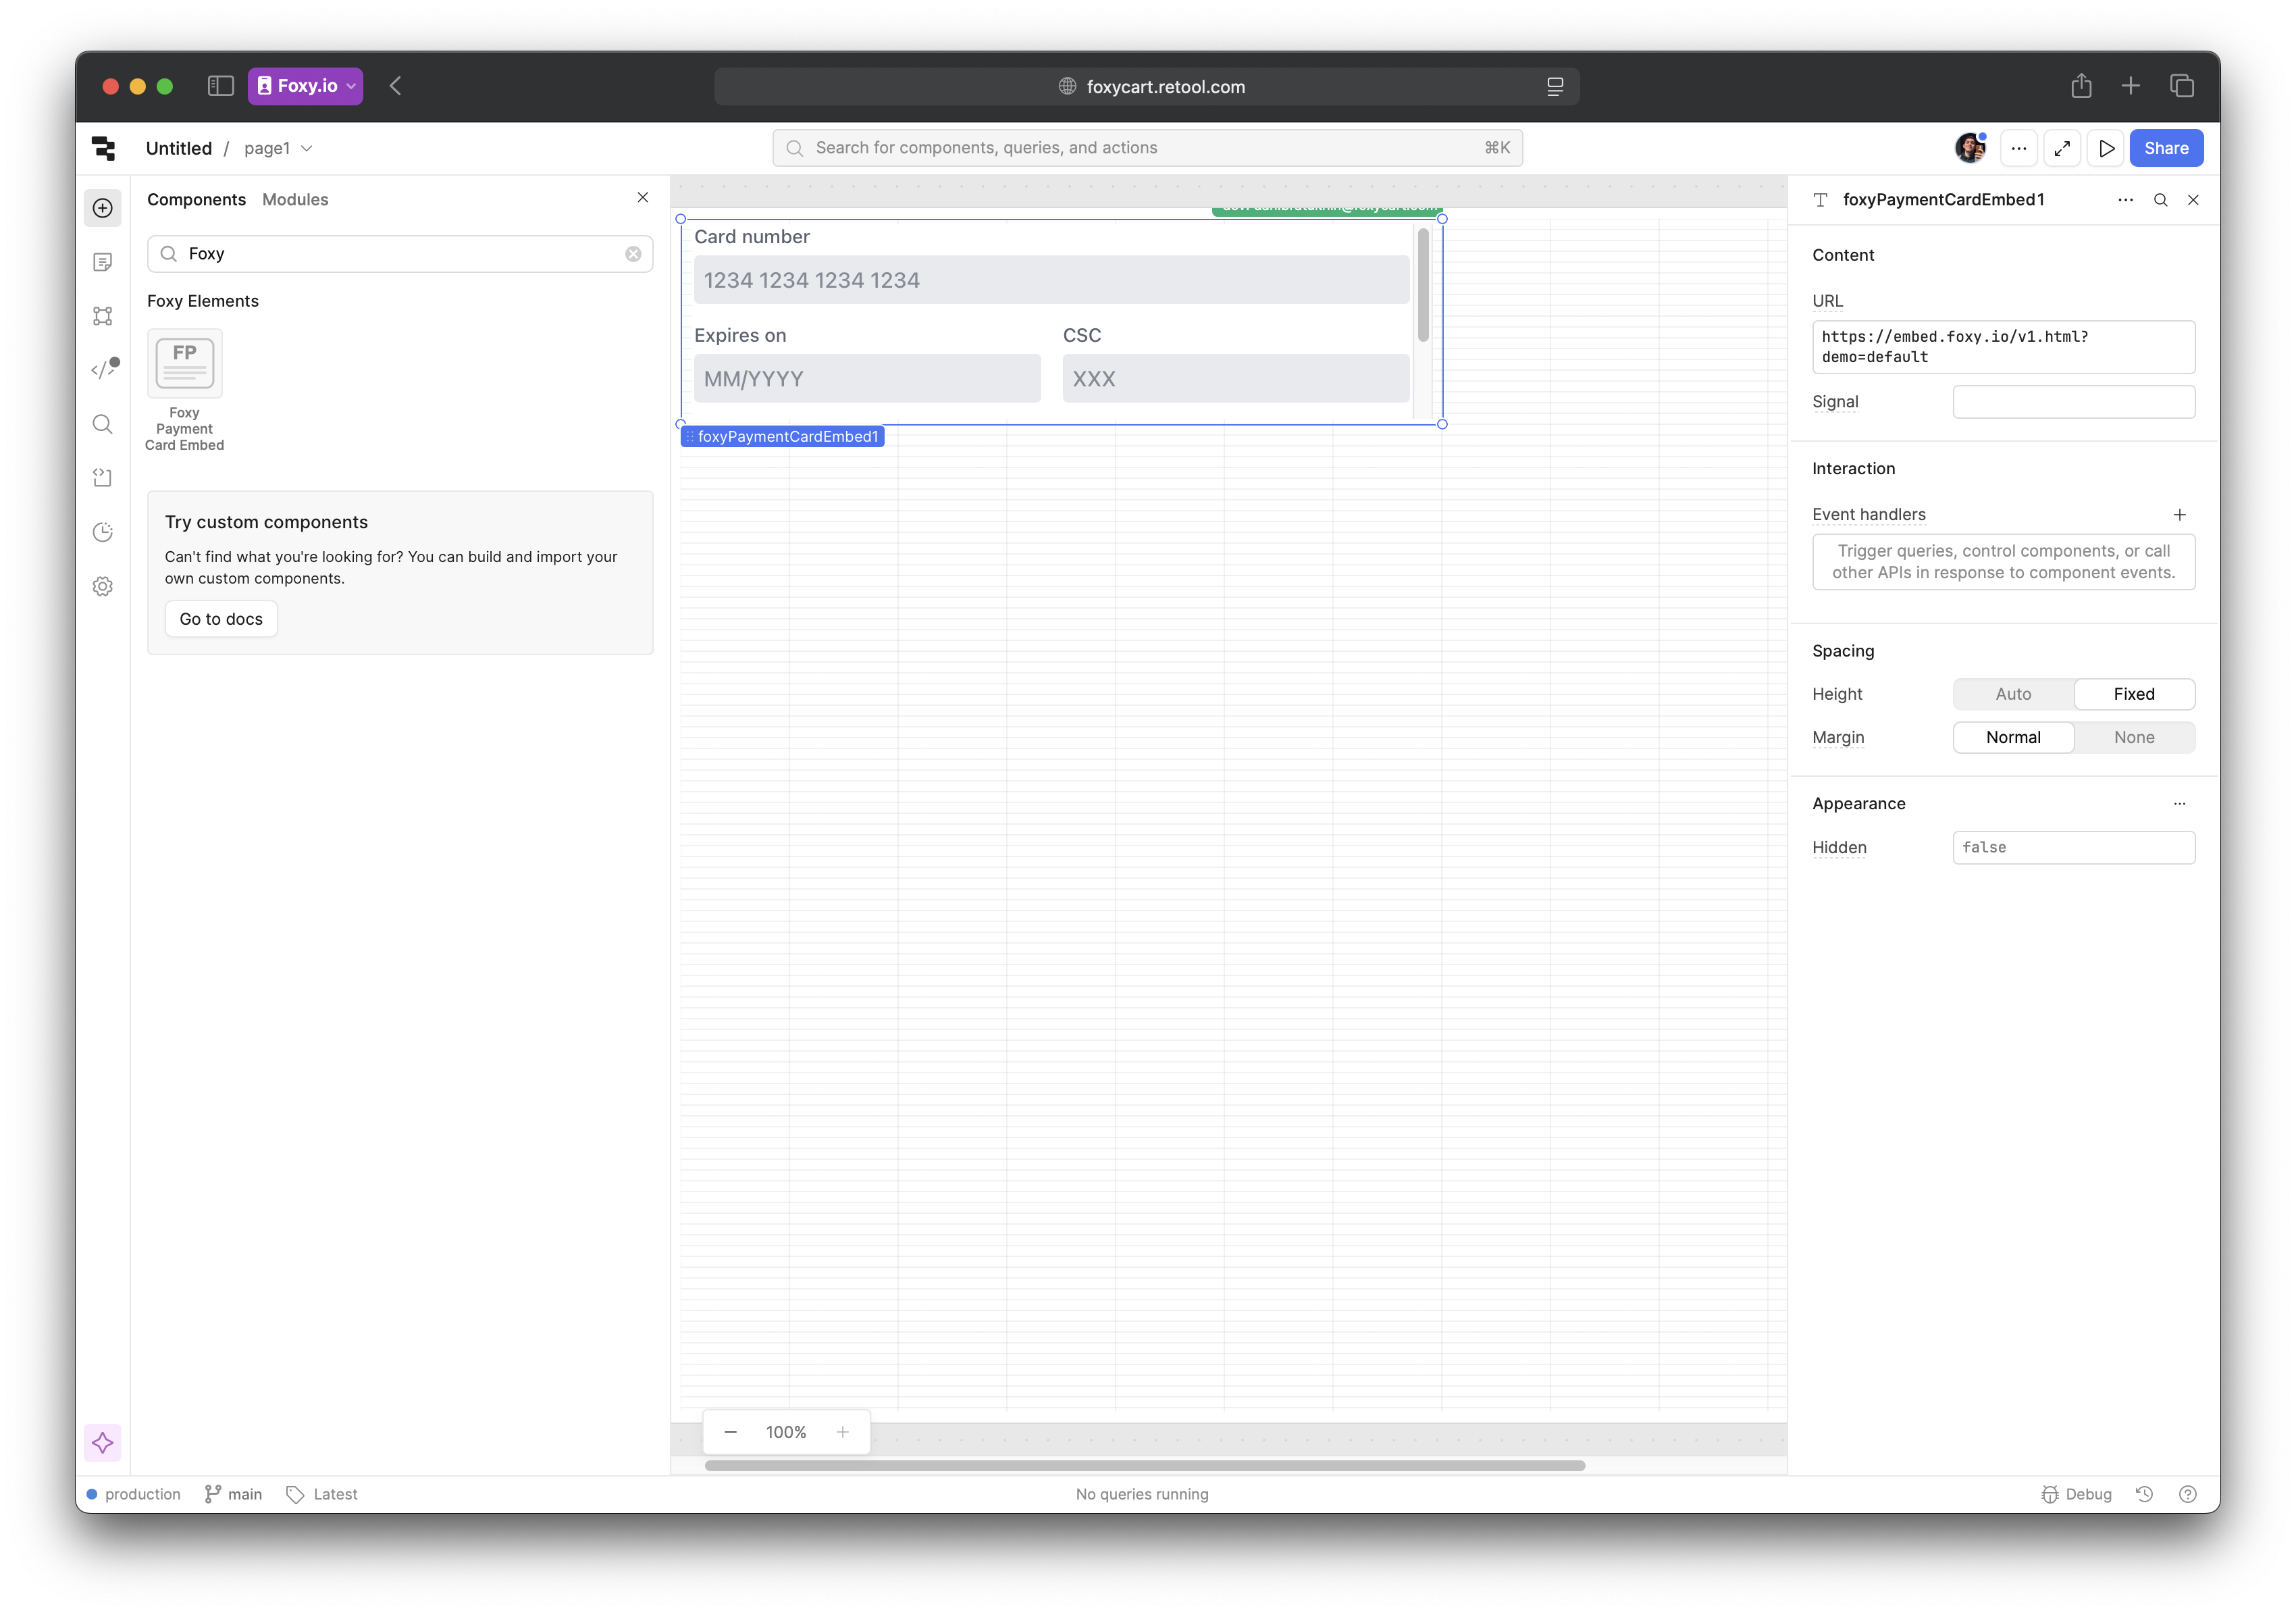 Foxy.io
foxycart.retool.com
Untitled / page1
Search for components, queries, and actions ⌘K
Share
Components Modules
Foxy
Foxy Elements
FP
Foxy
Payment
Card Embed
Try custom components
Can't find what you're looking for? You can build and import your
own custom components.
Go to docs
Card number
1234 1234 1234 1234
Expires on CSC
MM/YYYY XXX
foxyPaymentCardEmbed1
100%
foxyPaymentCardEmbed1
Content
URL
https://embed.foxy.io/v1.html?
demo=default
Signal
Interaction
Event handlers
Trigger queries, control components, or call
other APIs in response to component events.
Spacing
Height Auto Fixed
Margin Normal None
Appearance
Hidden false
production main Latest
No queries running
Debug